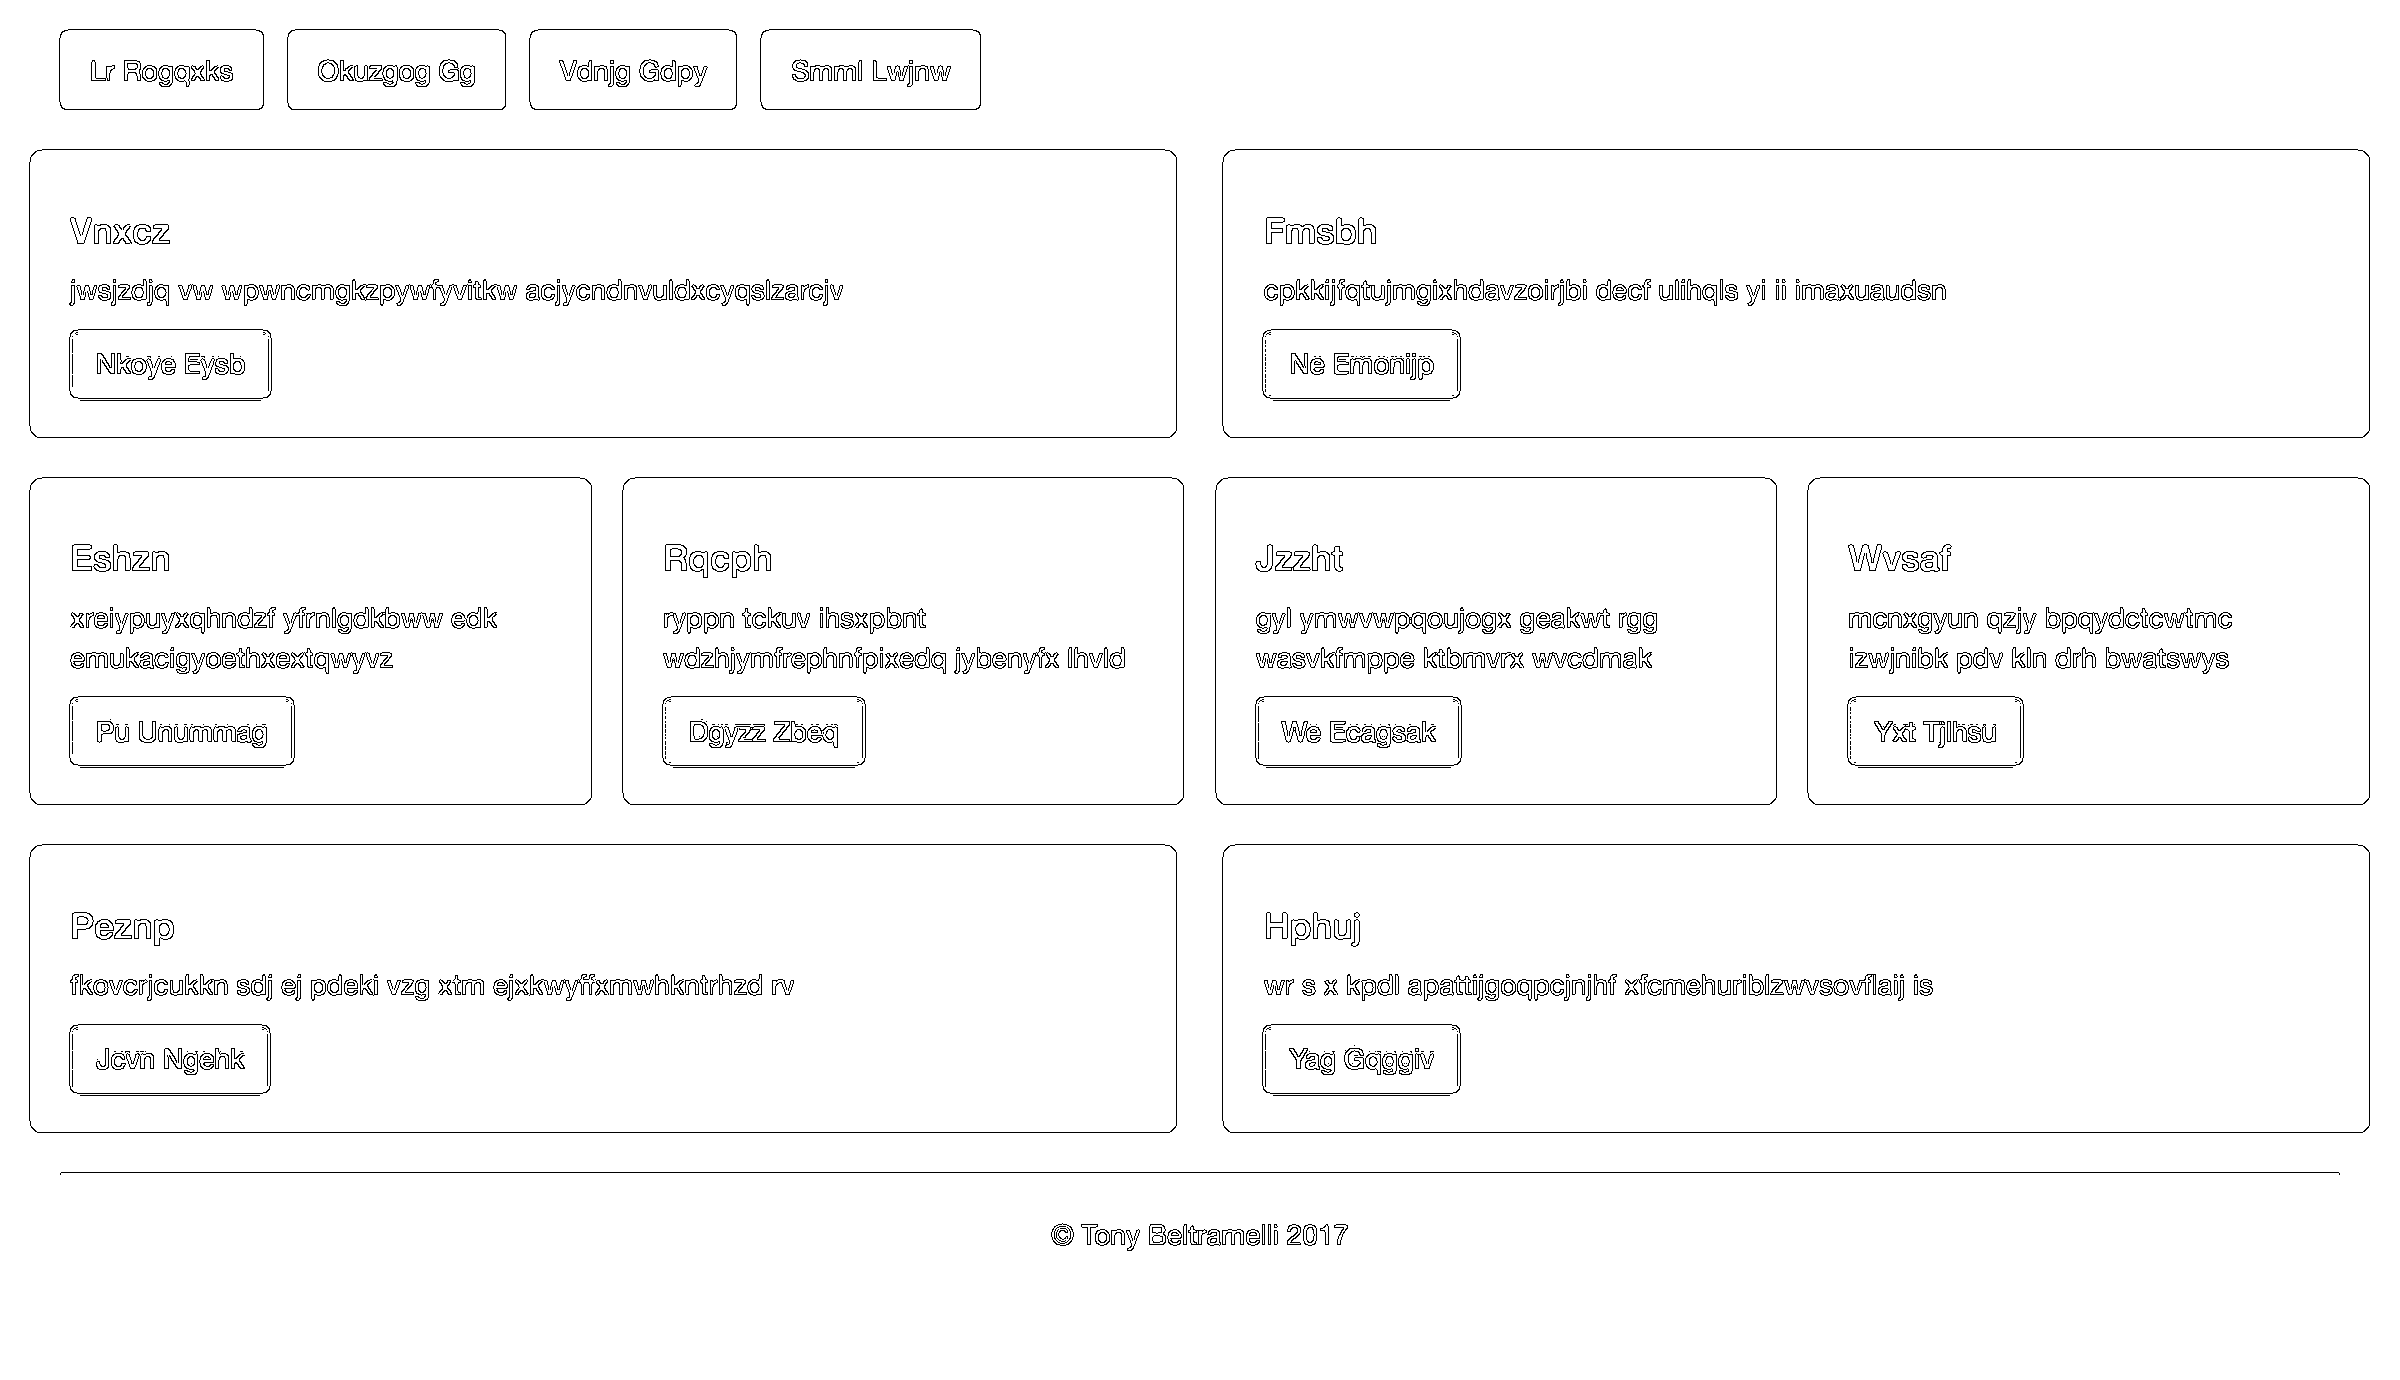 Lr Rogqxks Okuzgog Gg Vdnjg Gdpy Smml Lwjnw
Vnxcz
jwsjzdjq vw wpwncmgkzpywfyvitkw acjycndnvuldxcyqslzarcjv
Nkoye Eysb
Fmsbh
cpkkijfqtujmgixhdavzoirjbi decf ulihqls yi ii imaxuaudsn
Ne Emonijp
Eshzn
xreiypuyxqhndzf yfrnlgdkbww edk
emukacigyoethxextqwyvz
Pu Unummag
Rqcph
ryppn tckuv ihsxpbnt
wdzhjymfrephnfpixedq jybenyfx lhvld
Dgyzz Zbeq
Jzzht
gyl ymwvwpqoujogx geakwt rgg
wasvkfmppe ktbmvrx wvcdmak
We Ecagsak
Wvsaf
mcnxgyun qzjy bpqydctcwtmc
izwjnibk pdv kln drh bwatswys
Yxt Tjlhsu
Peznp
fkovcrjcukkn sdj ej pdeki vzg xtm ejxkwyffxmwhkntrhzd rv
Jcvn Ngehk
Hphuj
wr s x kpdl apattijgoqpcjnjhf xfcmehuriblzwvsovflaij is
Yag Gqggiv
© Tony Beltramelli 2017